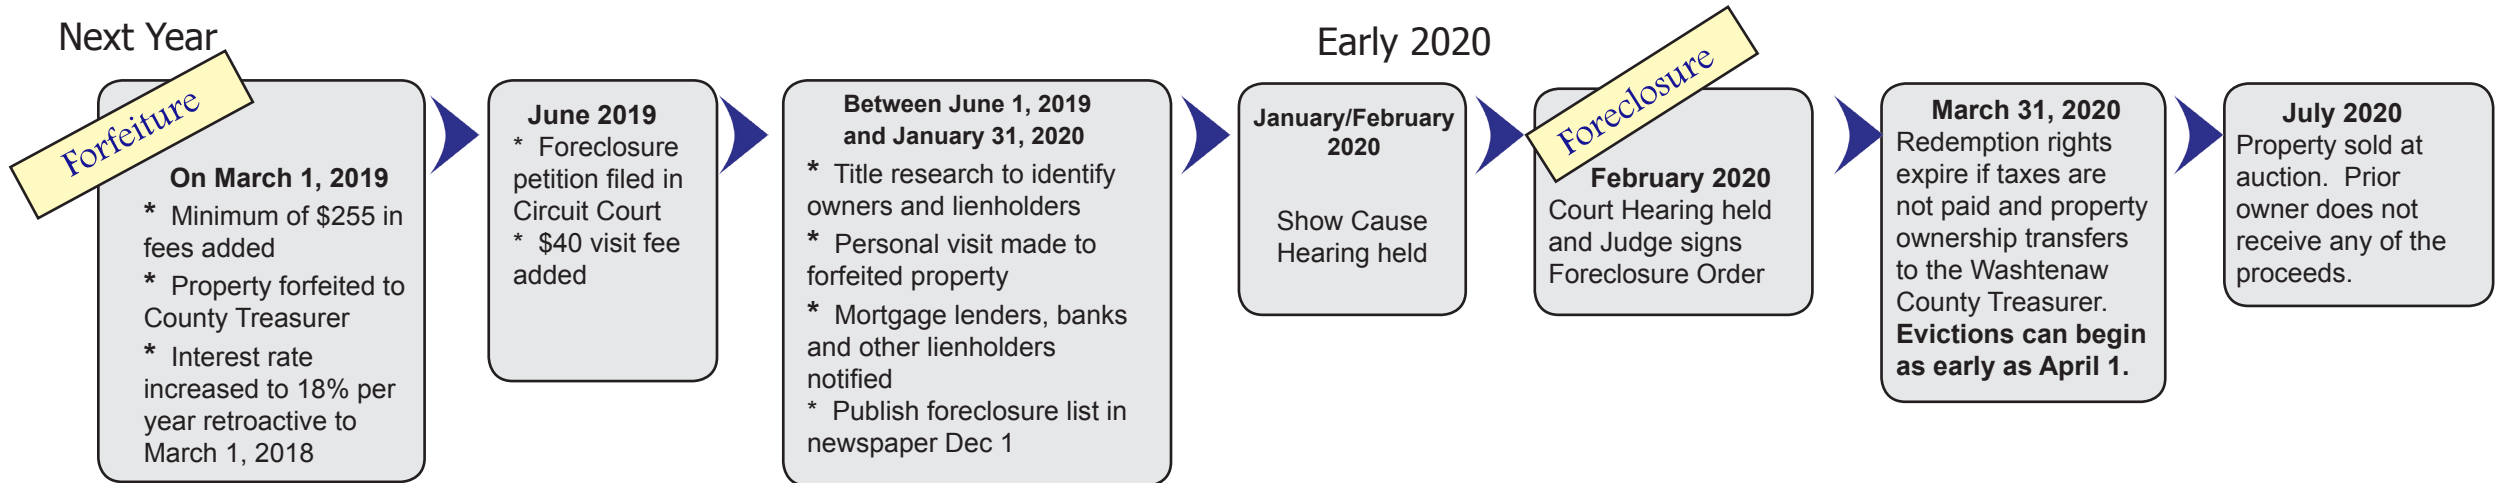 Next Year
Forfeiture
On March 1, 2019
* Minimum of $255 in
fees added
* Property forfeited to
County Treasurer
* Interest rate
increased to 18% per
year retroactive to
March 1, 2018
June 2019
* Foreclosure
petition filed in
Circuit Court
* $40 visit fee
added
Between June 1, 2019
and January 31, 2020
* Title research to identify
owners and lienholders
* Personal visit made to
forfeited property
* Mortgage lenders, banks
and other lienholders
notified
* Publish foreclosure list in
newspaper Dec 1
Early 2020
January/February
2020
Show Cause
Hearing held
Foreclosure
February 2020
Court Hearing held
and Judge signs
Foreclosure Order
March 31, 2020
Redemption rights
expire if taxes are
not paid and property
ownership transfers
to the Washtenaw
County Treasurer.
Evictions can begin
as early as April 1.
July 2020
Property sold at
auction.  Prior
owner does not
receive any of the
proceeds.